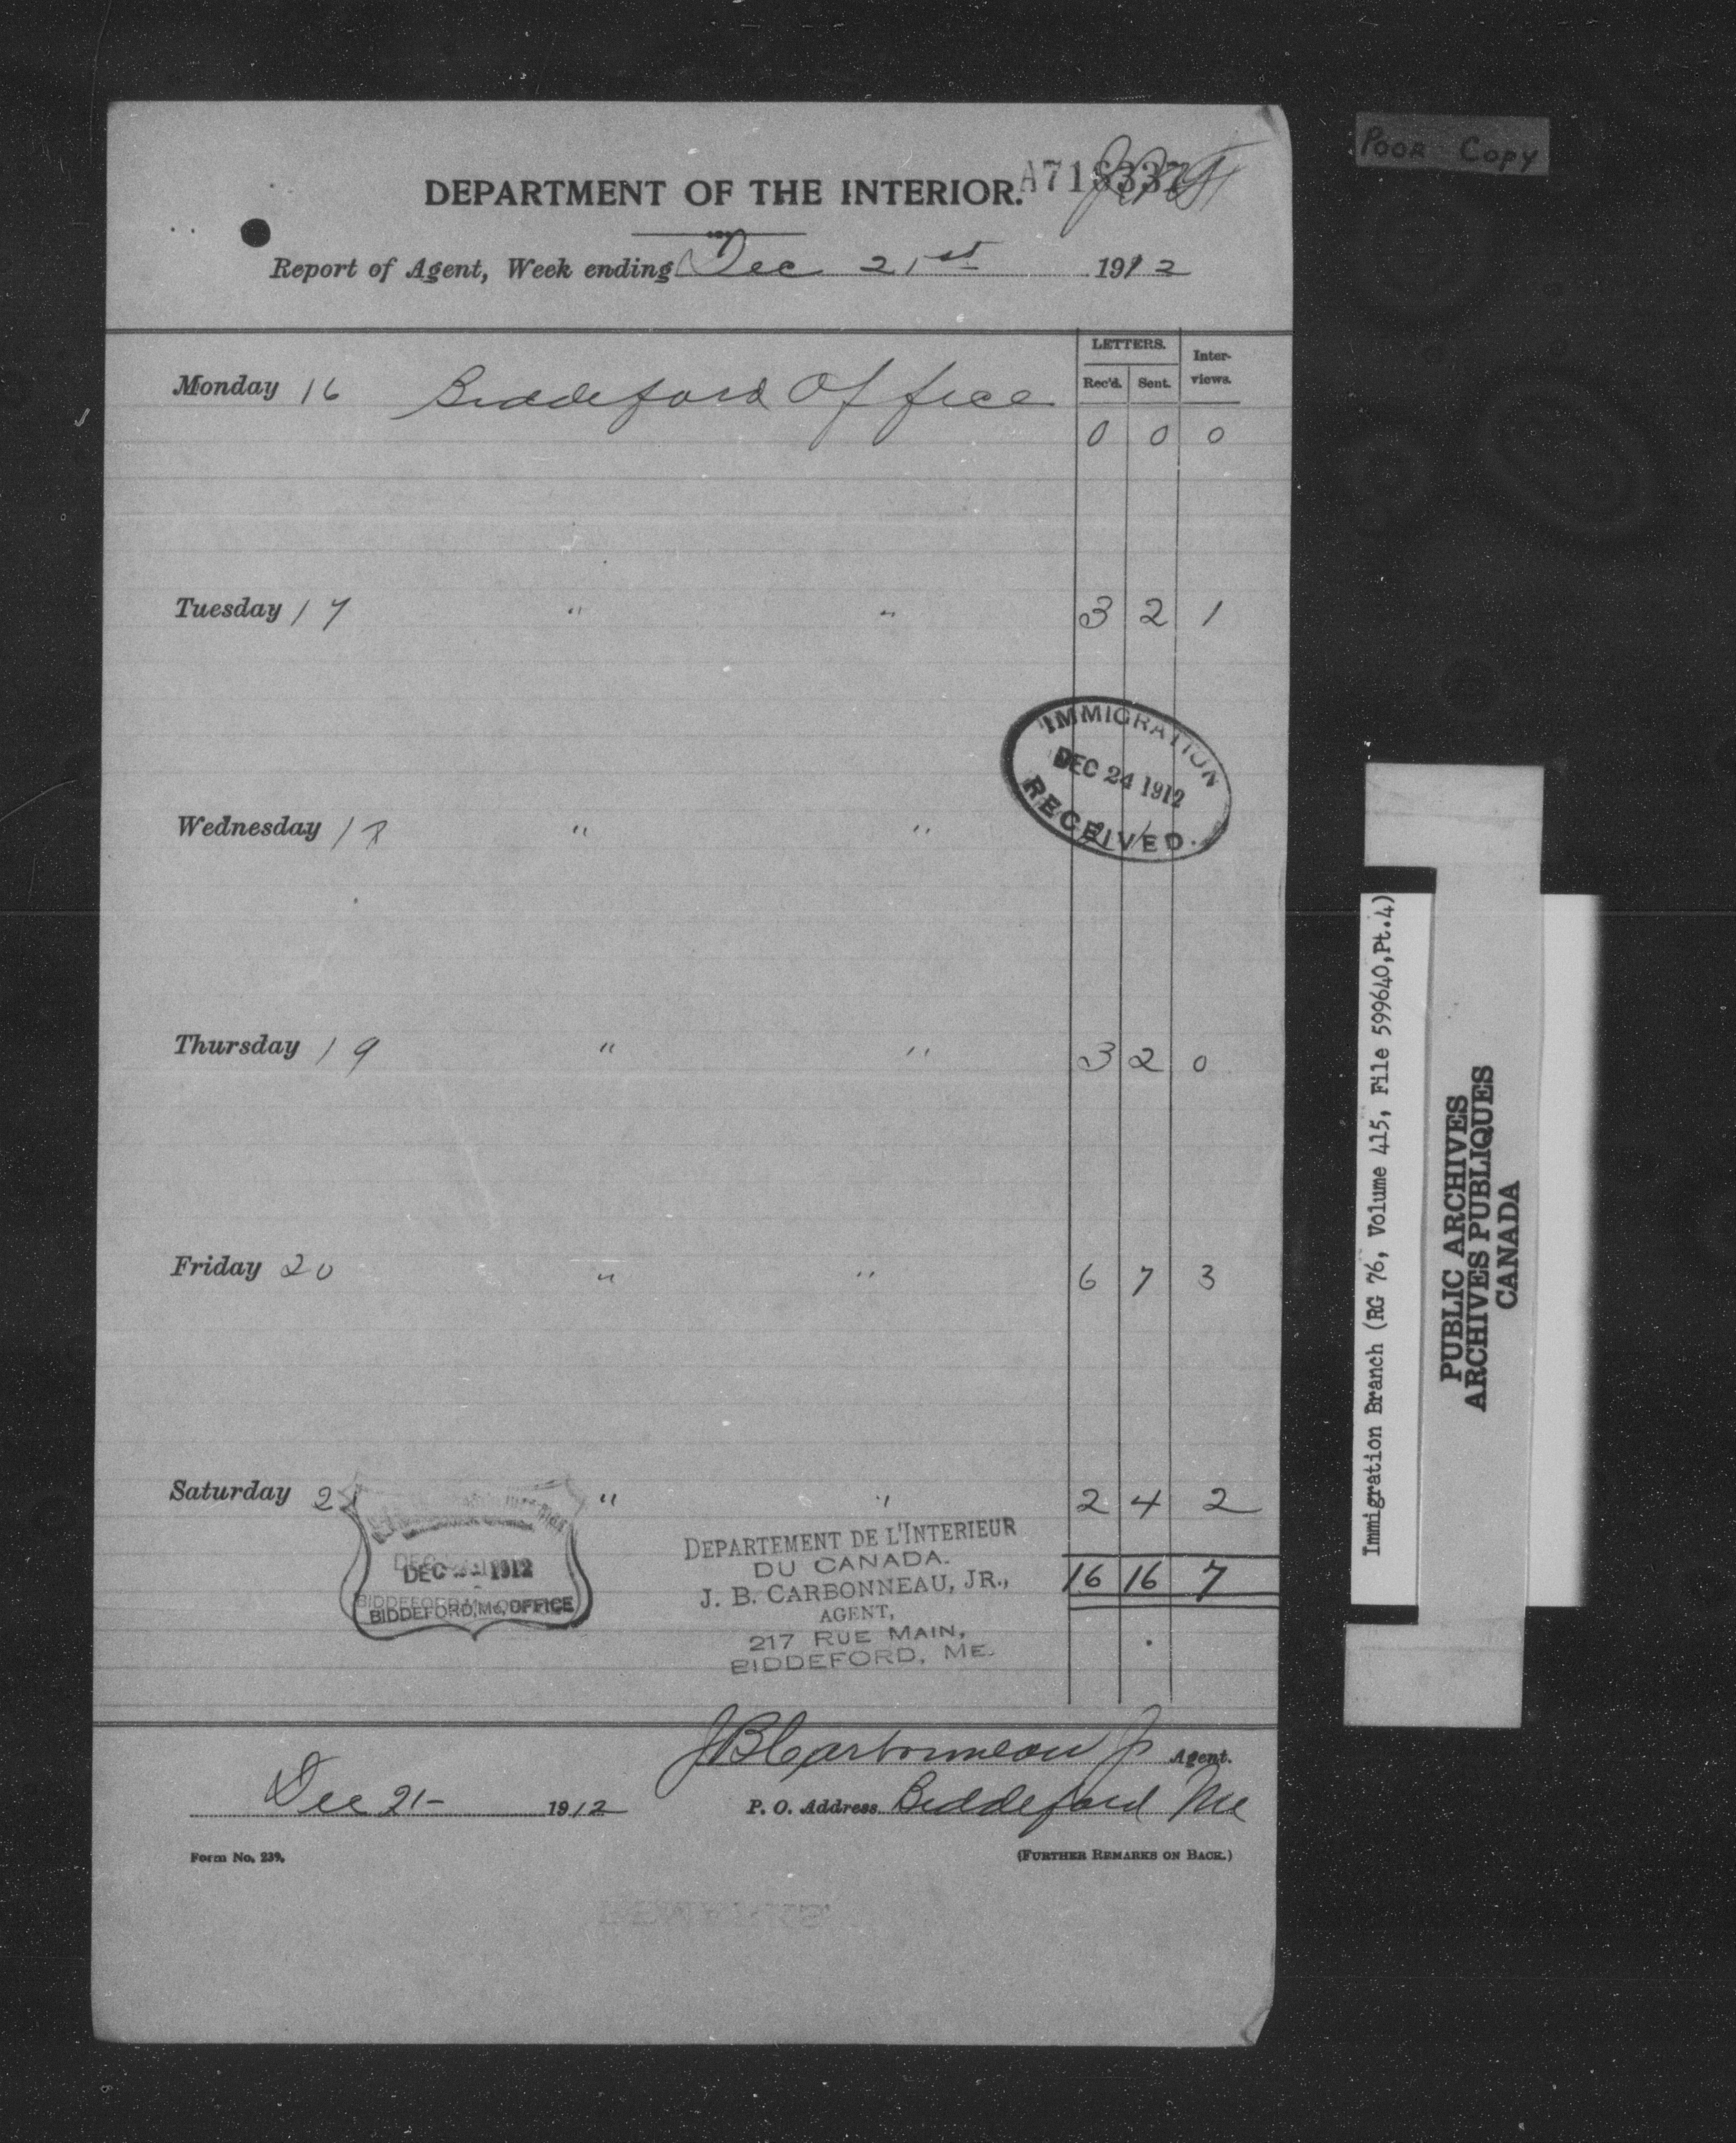 POOR COPY
A718337
DEPARTMENT OF THE INTERIOR.
Report of Agent, Week ending Dec 21st 1912
LETTERS. Inter-views.
Rec'd. Sent.
Monday 16 Biddeford Office
0 0 0
Tuesday 17 " " 3 2 1
IMMIGRATION
DEC 24 1912
RECEIVED.
Wednesday 18 " " 2 1
Thursday 19 " " 3 2 0
Friday 20 " " 6 7 3
Saturday 21 " " 2 4 2
DEPARTEMENT DE L'INTERIEUR
DU CANADA.
J. B. CARBONNEAU, JR.,
AGENT,
217 RUE MAIN,
BIDDEFORD, ME.
16 16 7
DEC 1912
BIDDEFORD, Me, OFFICE
JBCarbonneau Jr Agent.
Dec 21- 1912 P. O. Address Biddeford Me
Form No. 239. (FURTHER REMARKS ON BACK.)
Immigration Branch (RG 76, Volume 415, File 599640,Pt.4)
PUBLIC ARCHIVES
ARCHIVES PUBLIQUES
CANADA